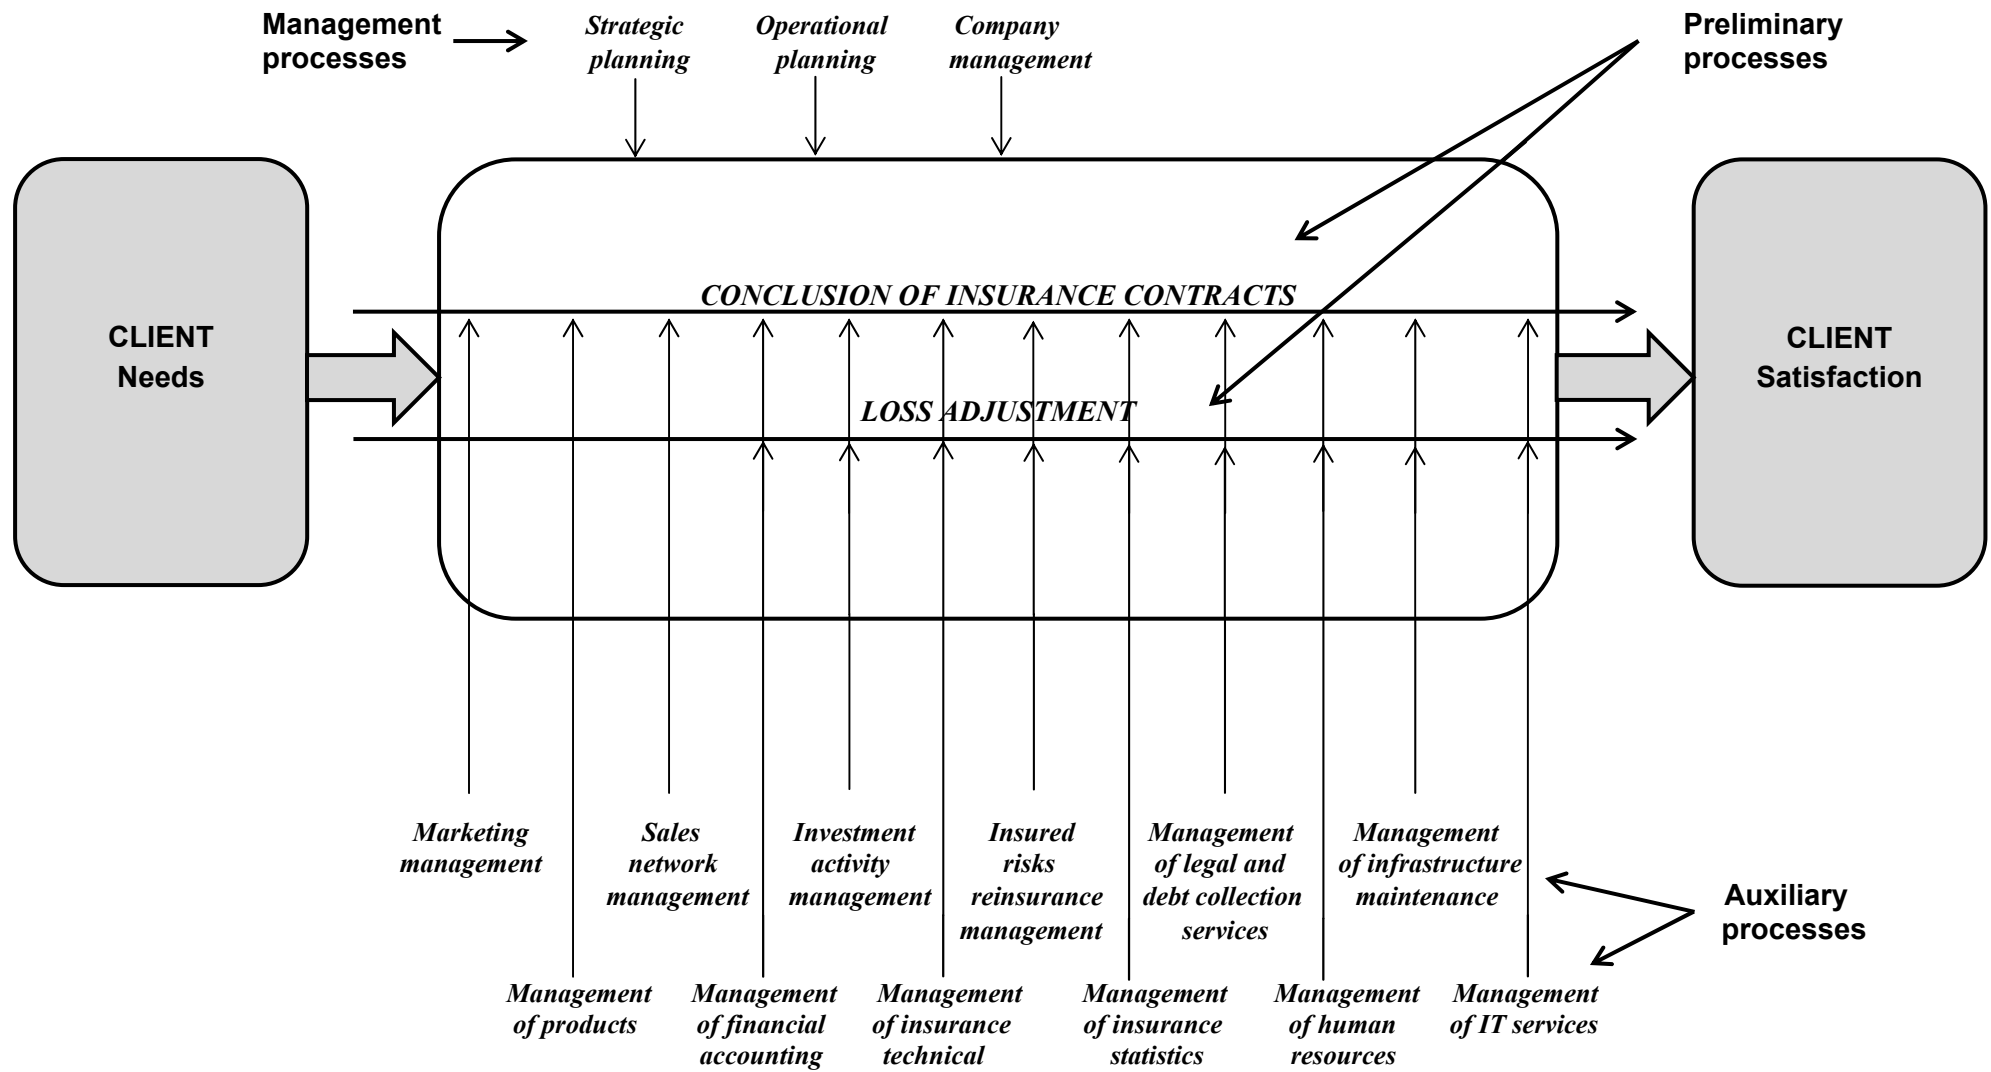 Management
processes
Strategic
planning
Operational
planning
Company
management
Preliminary
processes
CLIENT
Needs
CONCLUSION OF INSURANCE CONTRACTS
LOSS ADJUSTMENT
CLIENT
Satisfaction
Marketing
management
Sales
network
management
Investment
activity
management
Insured
risks
reinsurance
management
Management
of legal and
debt collection
services
Management
of infrastructure
maintenance
Auxiliary
processes
Management
of products
Management
of financial
accounting
Management
of insurance
technical
Management
of insurance
statistics
Management
of human
resources
Management
of IT services